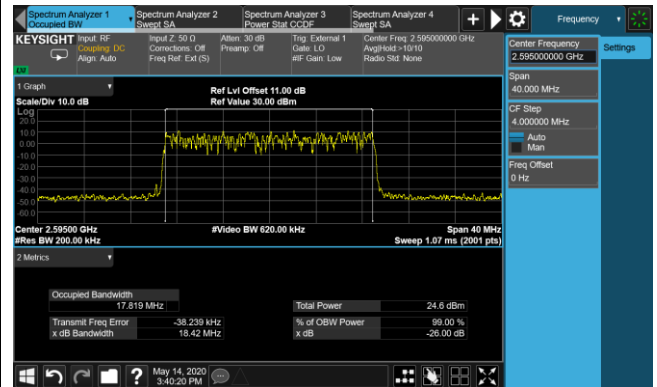 Spectrum Analyzer 1
Occupied BW
Spectrum Analyzer 2
Swept SA
Spectrum Analyzer 3
Power Stat CCDF
Spectrum Analyzer 4
Swept SA
Frequency
KEYSIGHT
Input: RF
Coupling: DC
Align: Auto
Input Z: 50 Ω
Corrections: Off
Freq Ref: Ext (S)
Atten: 30 dB
Preamp: Off
Trig: External 1
Gate: LO
#IF Gain: Low
Center Freq: 2.595000000 GHz
Avg|Hold:>10/10
Radio Std: None
LXI
Center Frequency
2.595000000 GHz
Settings
Span
40.000 MHz
CF Step
4.000000 MHz
Auto
Man
Freq Offset
0 Hz
1 Graph
Scale/Div 10.0 dB
Ref Lvl Offset 11.00 dB
Ref Value 30.00 dBm
Log
20.0
10.0
0.00
-10.0
-20.0
-30.0
-40.0
-50.0
-60.0
Center 2.59500 GHz
#Res BW 200.00 kHz
#Video BW 620.00 kHz
Span 40 MHz
Sweep 1.07 ms (2001 pts)
2 Metrics
Occupied Bandwidth
17.819 MHz
Total Power 24.6 dBm
Transmit Freq Error -38.239 kHz
% of OBW Power 99.00 %
x dB Bandwidth 18.42 MHz
x dB -26.00 dB
May 14, 2020
3:40:20 PM